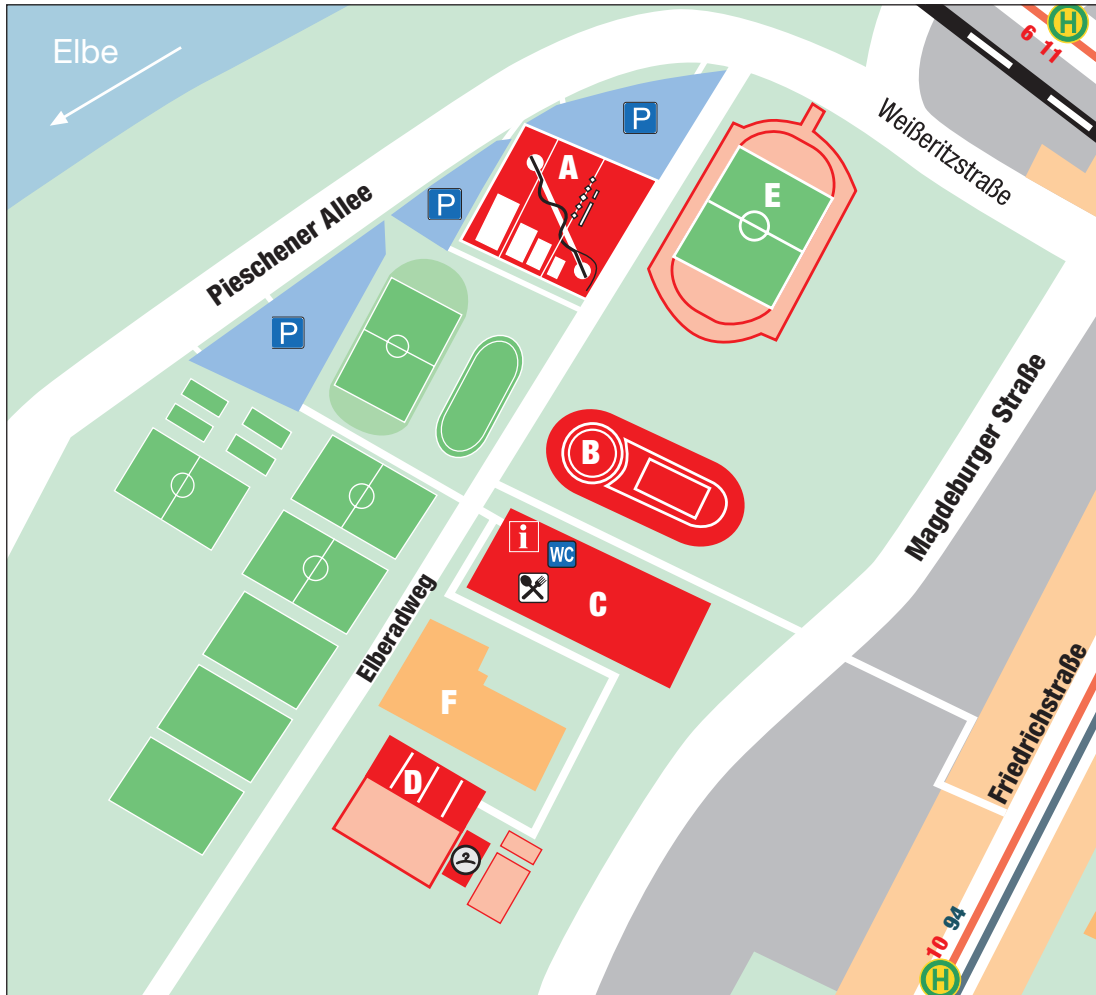 Elbe
H
6 11
P
Weißeritzstraße
A
E
P
Pieschener Allee
P
Magdeburger Straße
B
i
WC
C
Elberadweg
F
Friedrichstraße
D
10 94
H